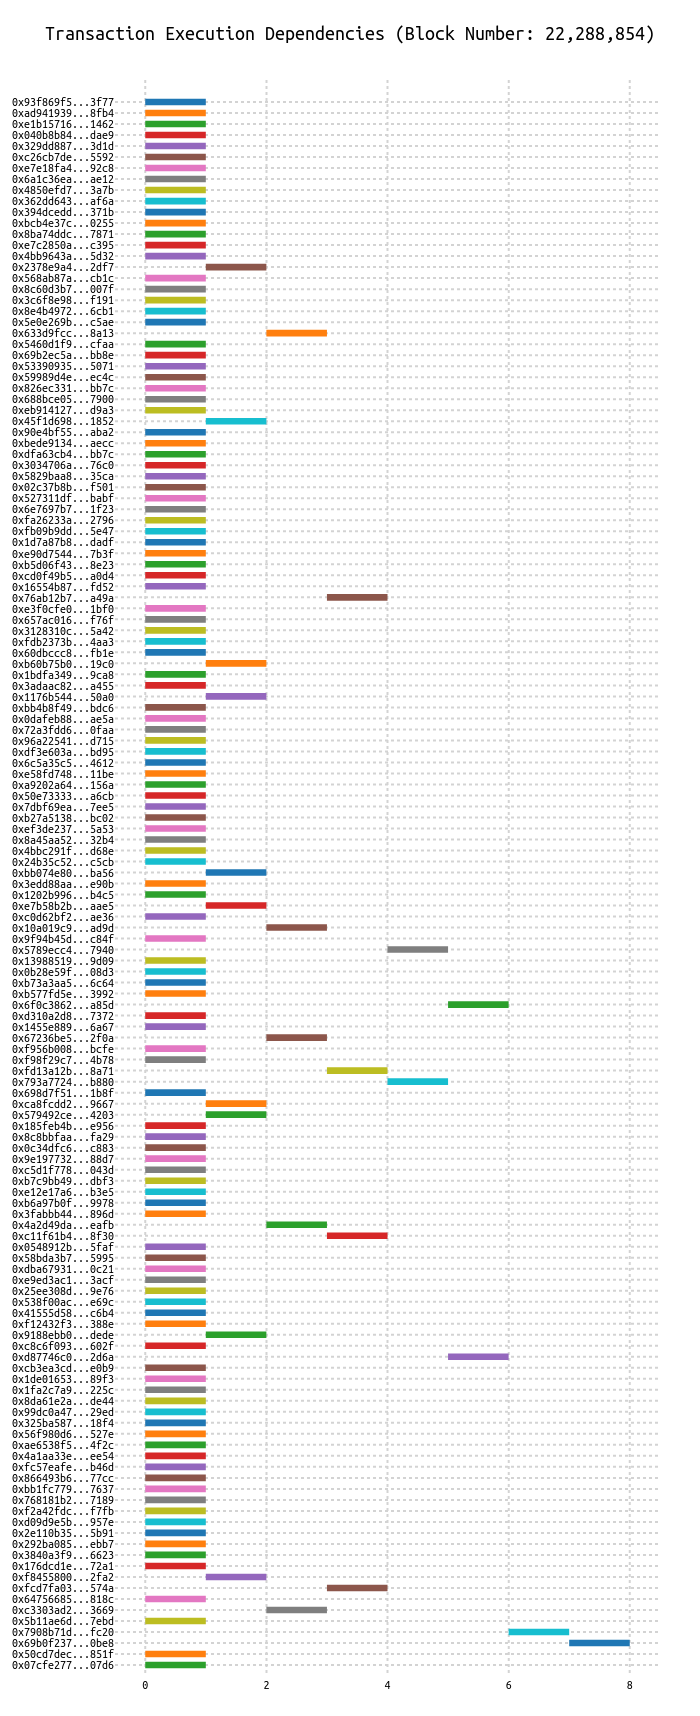 Transaction Execution Dependencies (Block Number: 22,288,854)
0x93f869f5...3f77
0xad941939...8fb4
0xe1b15716...1462
0x040b8b84...dae9
0x329dd887...3d1d
0xc26cb7de...5592
0xe7e18fa4...92c8
0x6a1c36ea...ae12
0x4850efd7...3a7b
0x362dd643...af6a
0x394dcedd...371b
0xbcb4e37c...0255
0x8ba74ddc...7871
0xe7c2850a...c395
0x4bb9643a...5d32
0x2378e9a4...2df7
0x568ab87a...cb1c
0x8c60d3b7...007f
0x3c6f8e98...f191
0x8e4b4972...6cb1
0x5e0e269b...c5ae
0x633d9fcc...8a13
0x5460d1f9...cfaa
0x69b2ec5a...bb8e
0x53390935...5071
0x59989d4e...ec4c
0x826ec331...bb7c
0x688bce05...7900
0xeb914127...d9a3
0x45f1d698...1852
0x90e4bf55...aba2
0xbede9134...aecc
0xdfa63cb4...bb7c
0x3034706a...76c0
0x5829baa8...35ca
0x02c37b8b...f501
0x527311df...babf
0x6e7697b7...1f23
0xfa26233a...2796
0xfb09b9dd...5e47
0x1d7a87b8...dadf
0xe90d7544...7b3f
0xb5d06f43...8e23
0xcd0f49b5...a0d4
0x16554b87...fd52
0x76ab12b7...a49a
0xe3f0cfe0...1bf0
0x657ac016...f76f
0x3128310c...5a42
0xfdb2373b...4aa3
0x60dbccc8...fb1e
0xb60b75b0...19c0
0x1bdfa349...9ca8
0x3adaac82...a455
0x1176b544...50a0
0xbb4b8f49...bdc6
0x0dafeb88...ae5a
0x72a3fdd6...0faa
0x96a22541...d715
0xdf3e603a...bd95
0x6c5a35c5...4612
0xe58fd748...11be
0xa9202a64...156a
0x50e73333...a6cb
0x7dbf69ea...7ee5
0xb27a5138...bc02
0xef3de237...5a53
0x8a45aa52...32b4
0x4bbc291f...d68e
0x24b35c52...c5cb
0xbb074e80...ba56
0x3edd88aa...e90b
0x1202b996...b4c5
0xe7b58b2b...aae5
0xc0d62bf2...ae36
0x10a019c9...ad9d
0x9f94b45d...c84f
0x5789ecc4...7940
0x13988519...9d09
0x0b28e59f...08d3
0xb73a3aa5...6c64
0xb577fd5e...3992
0x6f0c3862...a85d
0xd310a2d8...7372
0x1455e889...6a67
0x67236be5...2f0a
0xf956b008...bcfe
0xf98f29c7...4b78
0xfd13a12b...8a71
0x793a7724...b880
0x698d7f51...1b8f
0xca8fcdd2...9667
0x579492ce...4203
0x185feb4b...e956
0x8c8bbfaa...fa29
0x0c34dfc6...c883
0x9e197732...88d7
0xc5d1f778...043d
0xb7c9bb49...dbf3
0xe12e17a6...b3e5
0xb6a97b0f...9978
0x3fabbb44...896d
0x4a2d49da...eafb
0xc11f61b4...8f30
0x0548912b...5faf
0x58bda3b7...5995
0xdba67931...0c21
0xe9ed3ac1...3acf
0x25ee308d...9e76
0x538f00ac...e69c
0x41555d58...c6b4
0xf12432f3...388e
0x9188ebb0...dede
0xc8c6f093...602f
0xd87746c0...2d6a
0xcb3ea3cd...e0b9
0x1de01653...89f3
0x1fa2c7a9...225c
0x8da61e2a...de44
0x99dc0a47...29ed
0x325ba587...18f4
0x56f980d6...527e
0xae6538f5...4f2c
0x4a1aa33e...ee54
0xfc57eafe...b46d
0x866493b6...77cc
0xbb1fc779...7637
0x768181b2...7189
0xf2a42fdc...f7fb
0xd09d9e5b...957e
0x2e110b35...5b91
0x292ba085...ebb7
0x3840a3f9...6623
0x176dcd1e...72a1
0xf8455800...2fa2
0xfcd7fa03...574a
0x64756685...818c
0xc3303ad2...3669
0x5b11ae6d...7ebd
0x7908b71d...fc20
0x69b0f237...0be8
0x50cd7dec...851f
0x07cfe277...07d6
0 2 4 6 8